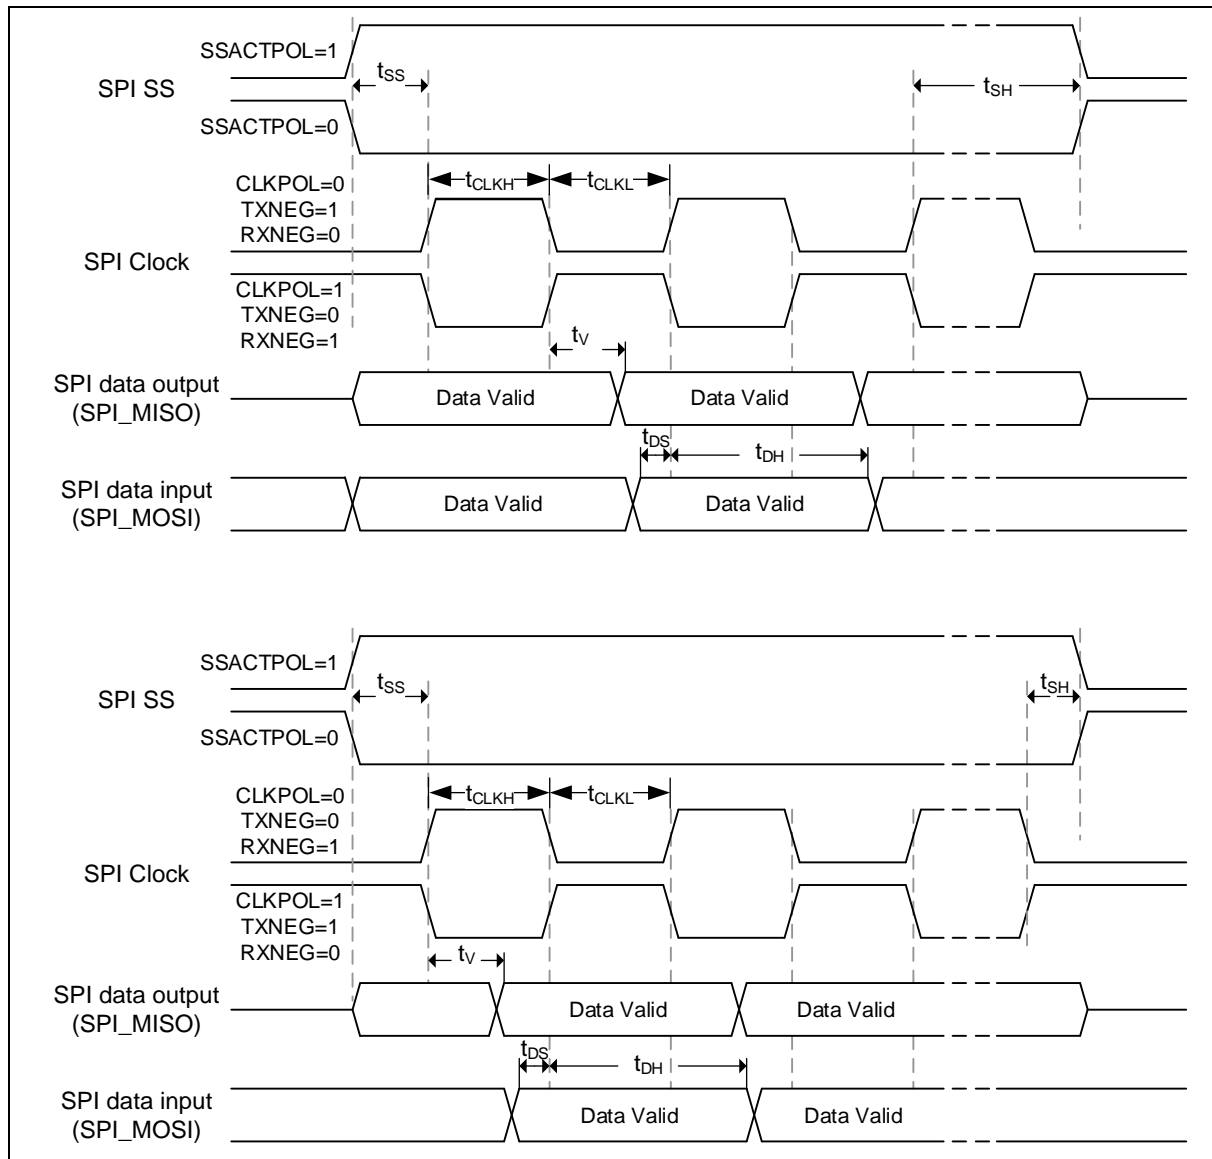 SSACTPOL=1
SPI SS
tSS
tSH
SSACTPOL=0
CLKPOL=0
TXNEG=1
RXNEG=0
tCLKH
tCLKL
SPI Clock
CLKPOL=1
TXNEG=0
RXNEG=1
tV
SPI data output
(SPI_MISO)
Data Valid
Data Valid
tDS
tDH
SPI data input
(SPI_MOSI)
Data Valid
Data Valid
SSACTPOL=1
SPI SS
tSS
tSH
SSACTPOL=0
CLKPOL=0
TXNEG=0
RXNEG=1
tCLKH
tCLKL
SPI Clock
CLKPOL=1
TXNEG=1
RXNEG=0
tV
SPI data output
(SPI_MISO)
Data Valid
Data Valid
tDS
tDH
SPI data input
(SPI_MOSI)
Data Valid
Data Valid